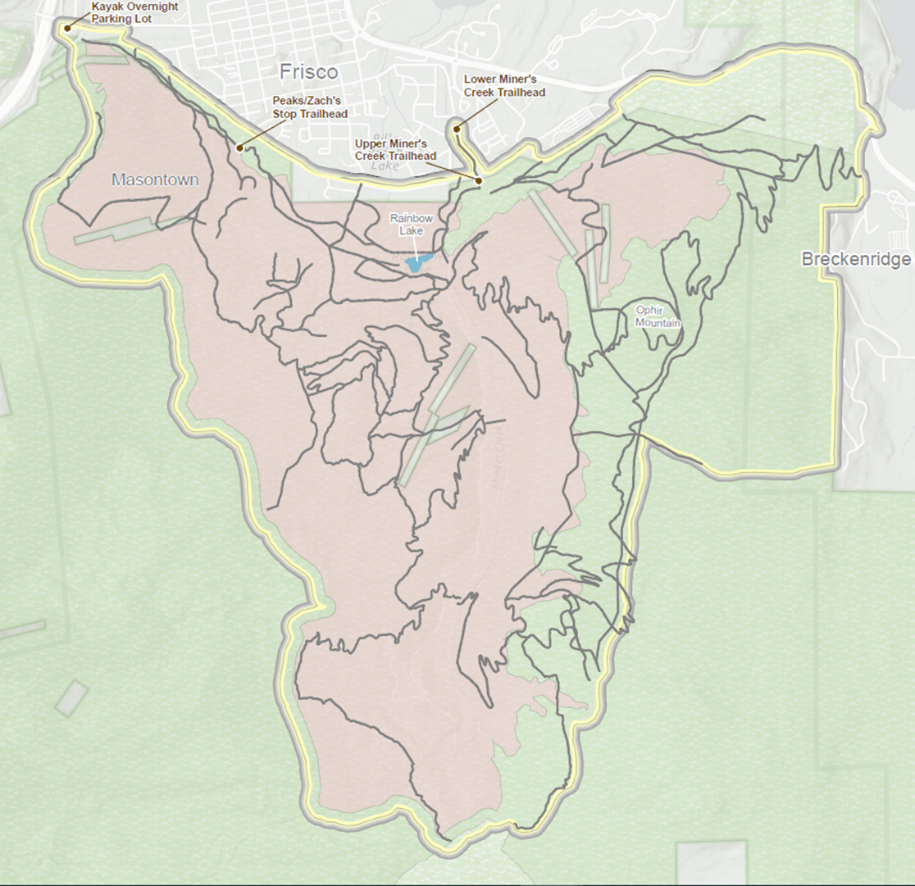 Kayak Overnight
Parking Lot
Frisco
Lower Miner's
Creek Trailhead
Peaks/Zach's
Stop Trailhead
Upper Miner's
Creek Trailhead
Lake
Masontown
Rainbow
Lake
Breckenridge
Ophir
Mountain